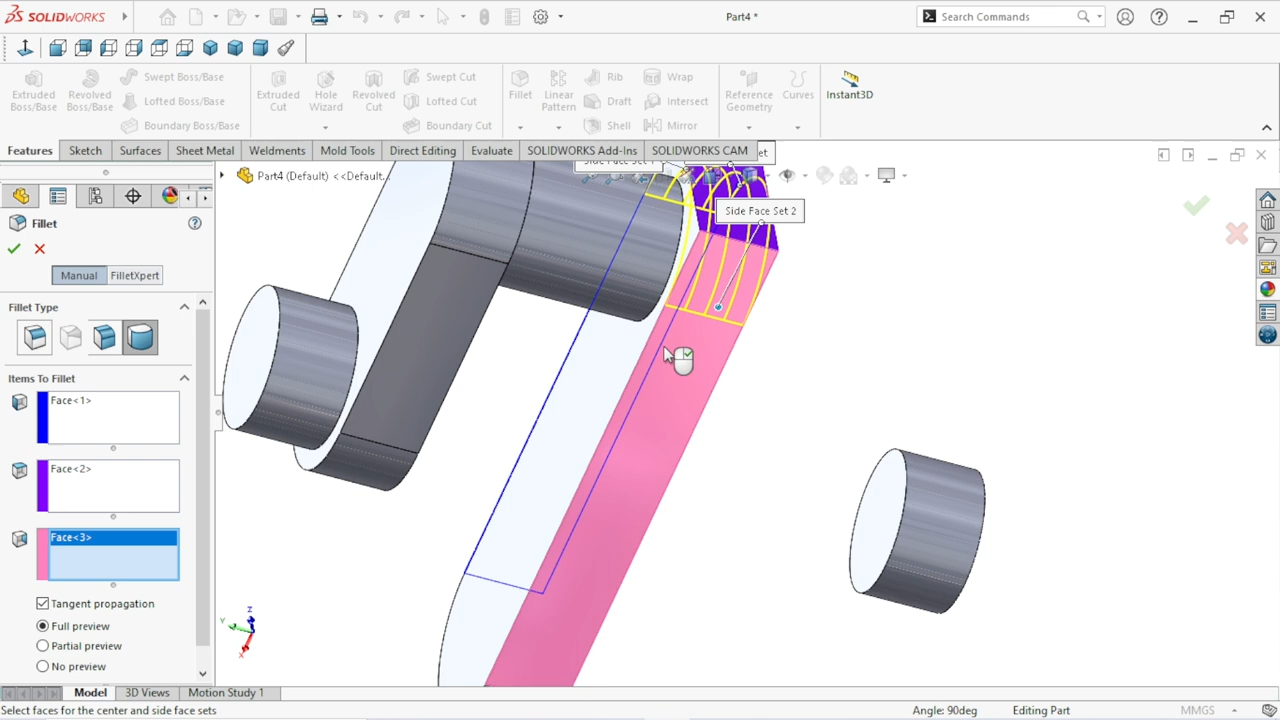 SOLIDWORKS
Part4 *
Search Commands
Extruded Boss/Base
Revolved Boss/Base
Swept Boss/Base
Lofted Boss/Base
Boundary Boss/Base
Extruded Cut
Hole Wizard
Revolved Cut
Swept Cut
Lofted Cut
Boundary Cut
Fillet
Linear Pattern
Rib
Draft
Shell
Wrap
Intersect
Mirror
Reference Geometry
Curves
Instant3D
Features
Sketch
Surfaces
Sheet Metal
Weldments
Mold Tools
Direct Editing
Evaluate
SOLIDWORKS Add-Ins
SOLIDWORKS CAM
Part4 (Default) <<Default...
Side Face Set 1
et
Side Face Set 2
Fillet
Manual
FilletXpert
Fillet Type
Items To Fillet
Face<1>
Face<2>
Face<3>
Tangent propagation
Full preview
Partial preview
No preview
Z
Y
X
Model
3D Views
Motion Study 1
Select faces for the center and side face sets
Angle: 90deg
Editing Part
MMGS